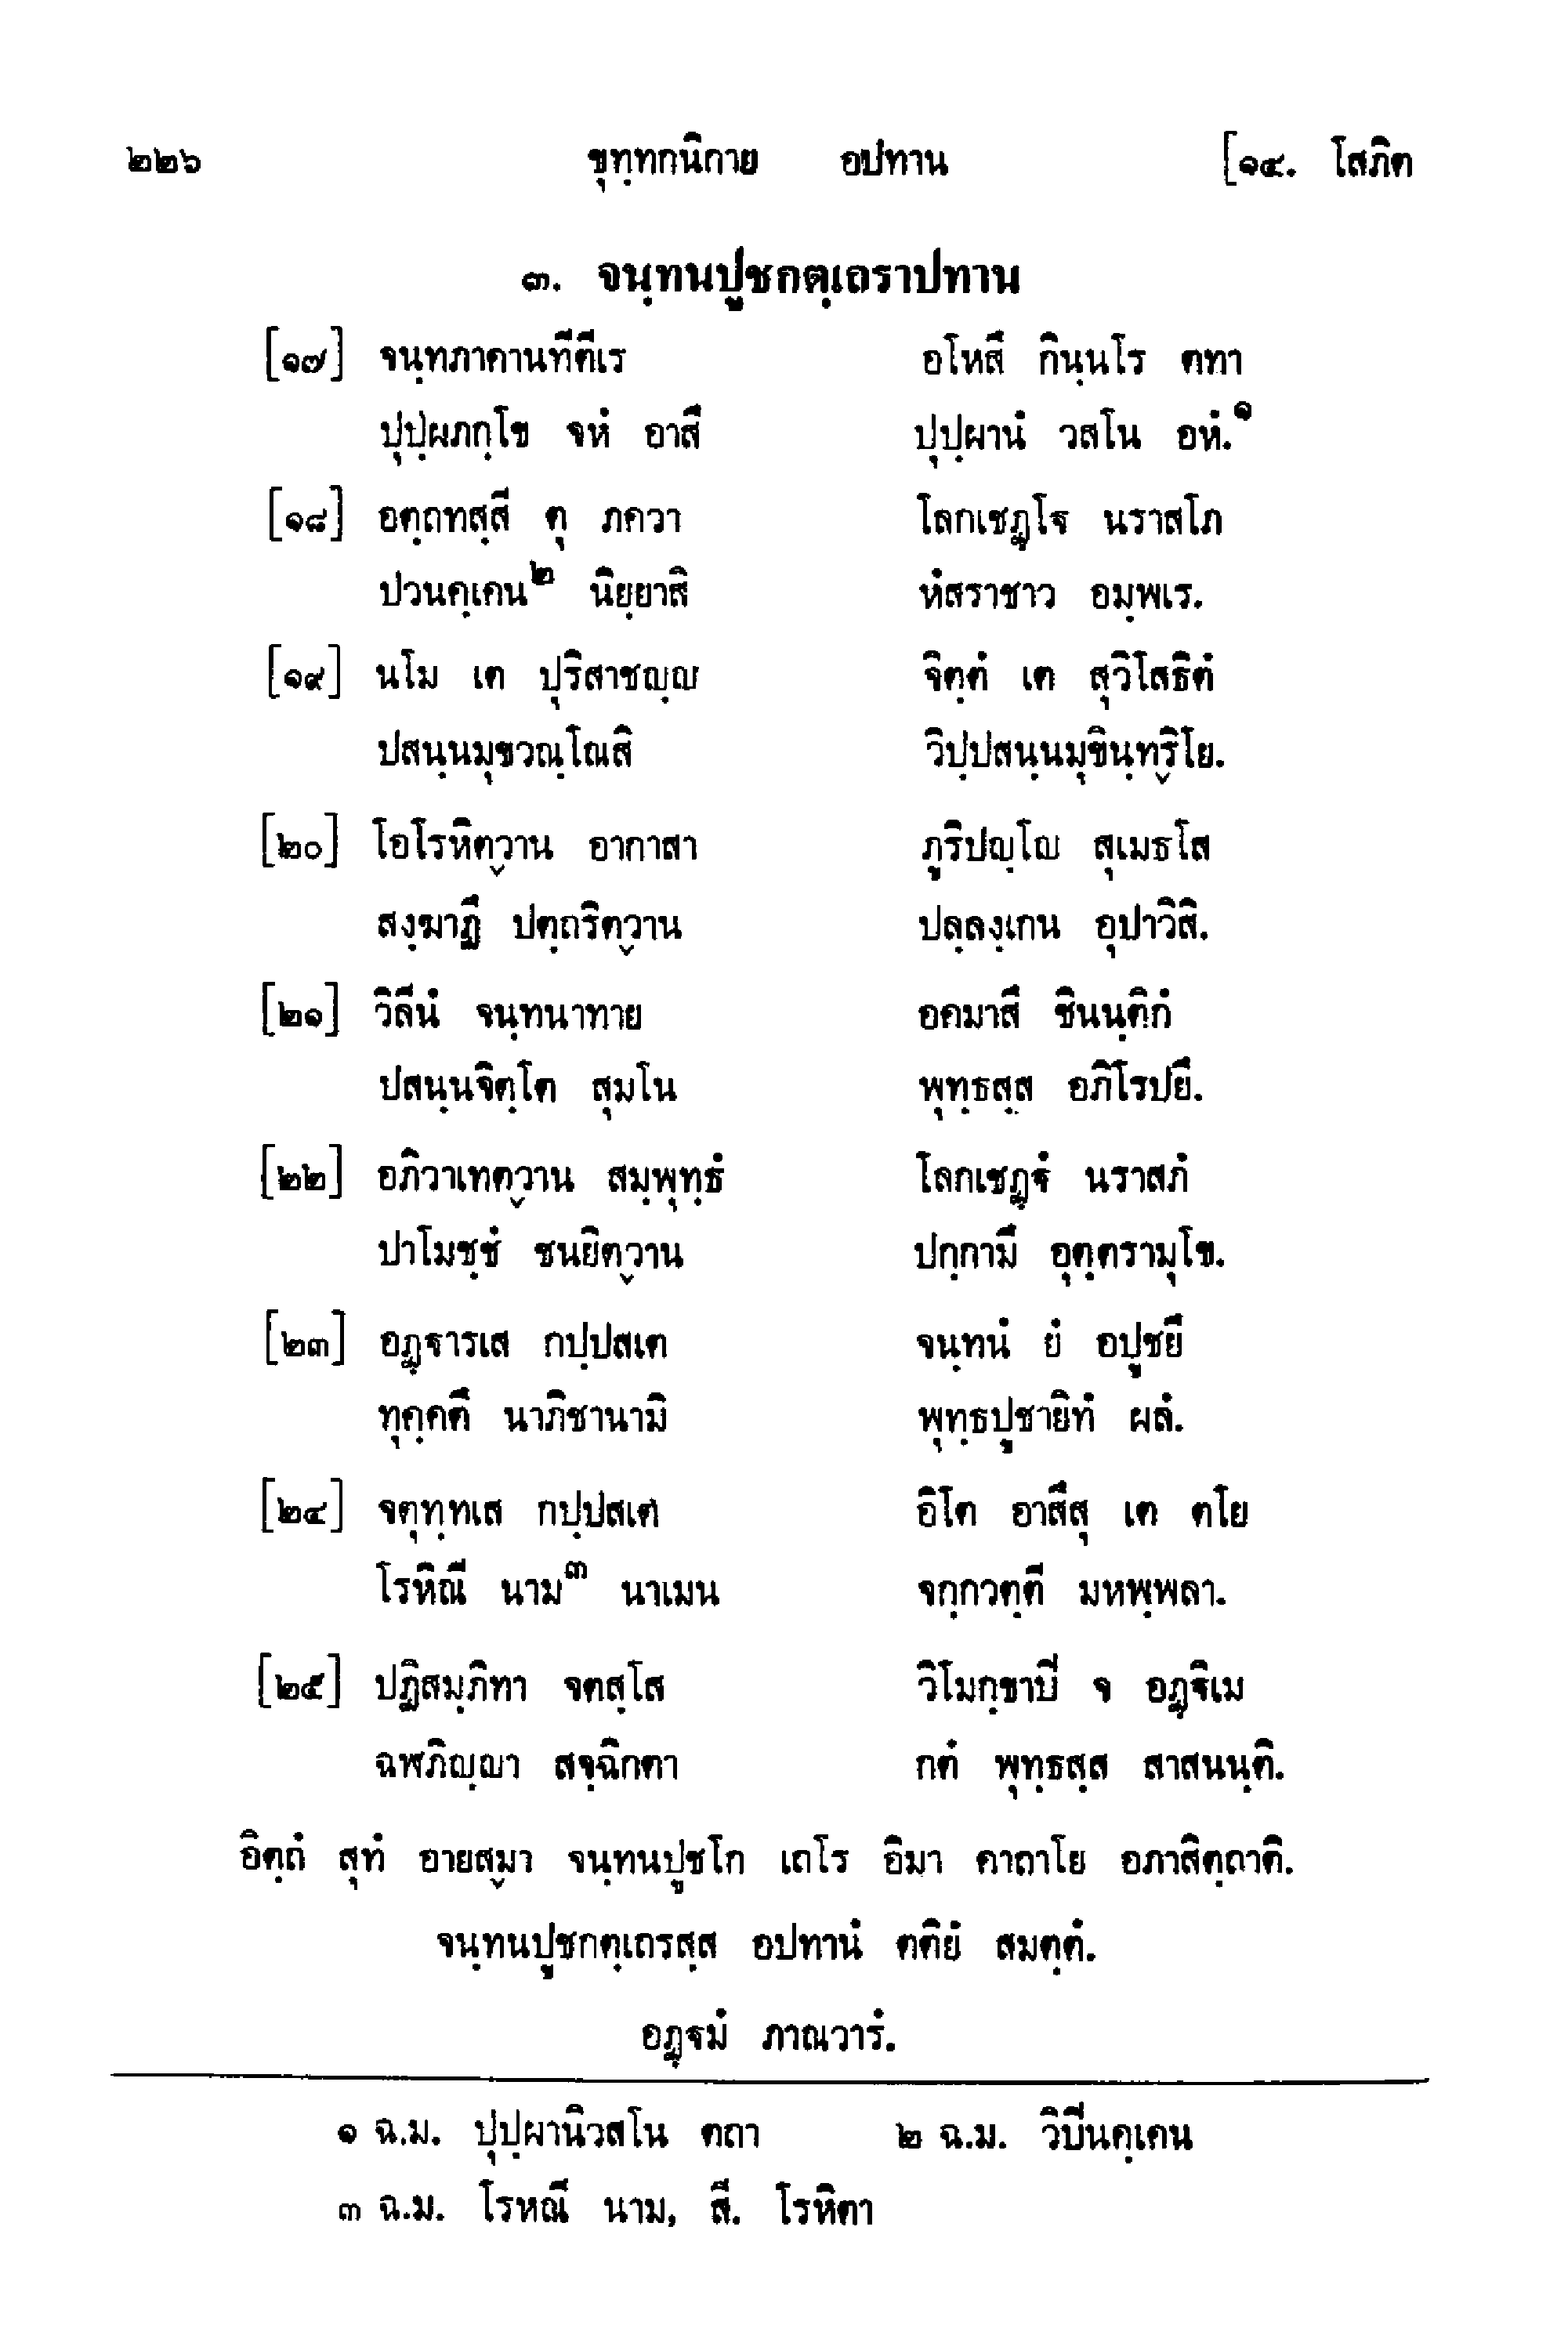 ๒๒๖ ขุทฺทกนิกาย อปทาน [๑๔. โสภิต
๓. จนฺทนปูชกตฺเถราปทาน
[๑๗] จนฺทภาคานทีตีเร อโหสึ กินฺนโร ตทา
ปุปฺผภกฺโข จหํ อาสึ ปุปฺผานํ วสโน อหํ.๑
[๑๘] อตฺถทสฺสี ตุ ภควา โลกเชฏฺโฐ นราสโภ
ปวนคฺเคน๒ นิยฺยาสิ หํสราชาว อมฺพเร.
[๑๙] นโม เต ปุริสาชญฺญ จิตฺตํ เต สุวิโสธิตํ
ปสนฺนมุขวณฺโณสิ วิปฺปสนฺนมุขินฺทฺริโย.
[๒๐] โอโรหิตฺวาน อากาสา ภูริปญฺโญ สุเมธโส
สงฺฆาฏึ ปตฺถริตฺวาน ปลฺลงฺเกน อุปาวิสิ.
[๒๑] วิลีนํ จนฺทนาทาย อคมาสึ ชินนฺติกํ
ปสนฺนจิตฺโต สุมโน พุทฺธสฺส อภิโรปยึ.
[๒๒] อภิวาเทตฺวาน สมฺพุทฺธํ โลกเชฏฺฐํ นราสภํ
ปาโมชฺชํ ชนยิตฺวาน ปกฺกามึ อุตฺตรามุโข.
[๒๓] อฏฺฐารเส กปฺปสเต จนฺทนํ ยํ อปูชยึ
ทุคฺคตึ นาภิชานามิ พุทฺธปูชายิทํ ผลํ.
[๒๔] จตุทฺทเส กปฺปสเต อิโต อาสึสุ เต ตโย
โรหิณี นาม๓ นาเมน จกฺกวตฺตี มหพฺพลา.
[๒๕] ปฏิสมฺภิทา จตสฺโส วิโมกฺขาปิ จ อฏฺฐิเม
ฉฬภิญฺญา สจฺฉิกตา กตํ พุทฺธสฺส สาสนนฺติ.
อิตฺถํ สุทํ อายสฺมา จนฺทนปูชโก เถโร อิมา คาถาโย อภาสิตฺถาติ.
จนฺทนปูชกตฺเถรสฺส อปทานํ ตติยํ สมตฺตํ.
อฏฺฐมํ ภาณวารํ.
๑ ฉ.ม. ปุปฺผานิวสโน ตถา ๒ ฉ.ม. วิปินคฺเคน
๓ ฉ.ม. โรหณี นาม, สี. โรหิตา